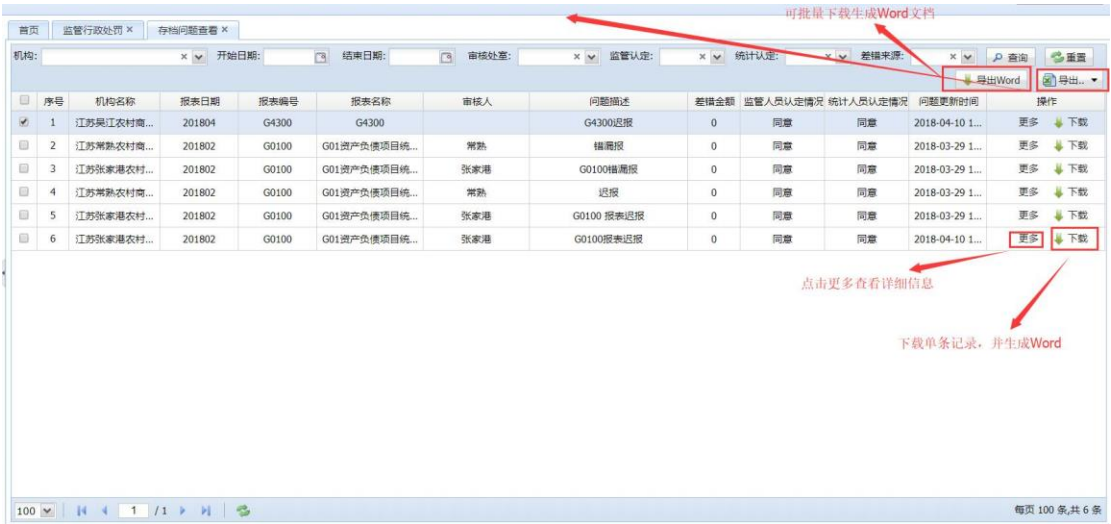 可批量下载生成Word文档
首页 监管行政处罚 × 存档问题查看 ×
机构: 开始日期: 结束日期: 审核处室: 监管认定: 统计认定: 差错来源: 查询 重置
导出Word 导出..
序号 机构名称 报表日期 报表编号 报表名称 审核人 问题描述 差错金额 监管人员认定情况 统计人员认定情况 问题更新时间 操作
1 江苏吴江农村商... 201804 G4300 G4300 G4300迟报 0 同意 同意 2018-04-10 1... 更多 下载
2 江苏常熟农村商... 201802 G0100 G01资产负债项目统... 常熟 错漏报 0 同意 同意 2018-03-29 1... 更多 下载
3 江苏张家港农村... 201802 G0100 G01资产负债项目统... 张家港 G0100错漏报 0 同意 同意 2018-03-29 1... 更多 下载
4 江苏常熟农村商... 201802 G0100 G01资产负债项目统... 常熟 迟报 0 同意 同意 2018-03-29 1... 更多 下载
5 江苏张家港农村... 201802 G0100 G01资产负债项目统... 张家港 G0100 报表迟报 0 同意 同意 2018-03-29 1... 更多 下载
6 江苏张家港农村... 201802 G0100 G01资产负债项目统... 张家港 G0100报表迟报 0 同意 同意 2018-04-10 1... 更多 下载
点击更多查看详细信息
下载单条记录，并生成Word
100 1 /1 每页 100 条,共 6 条